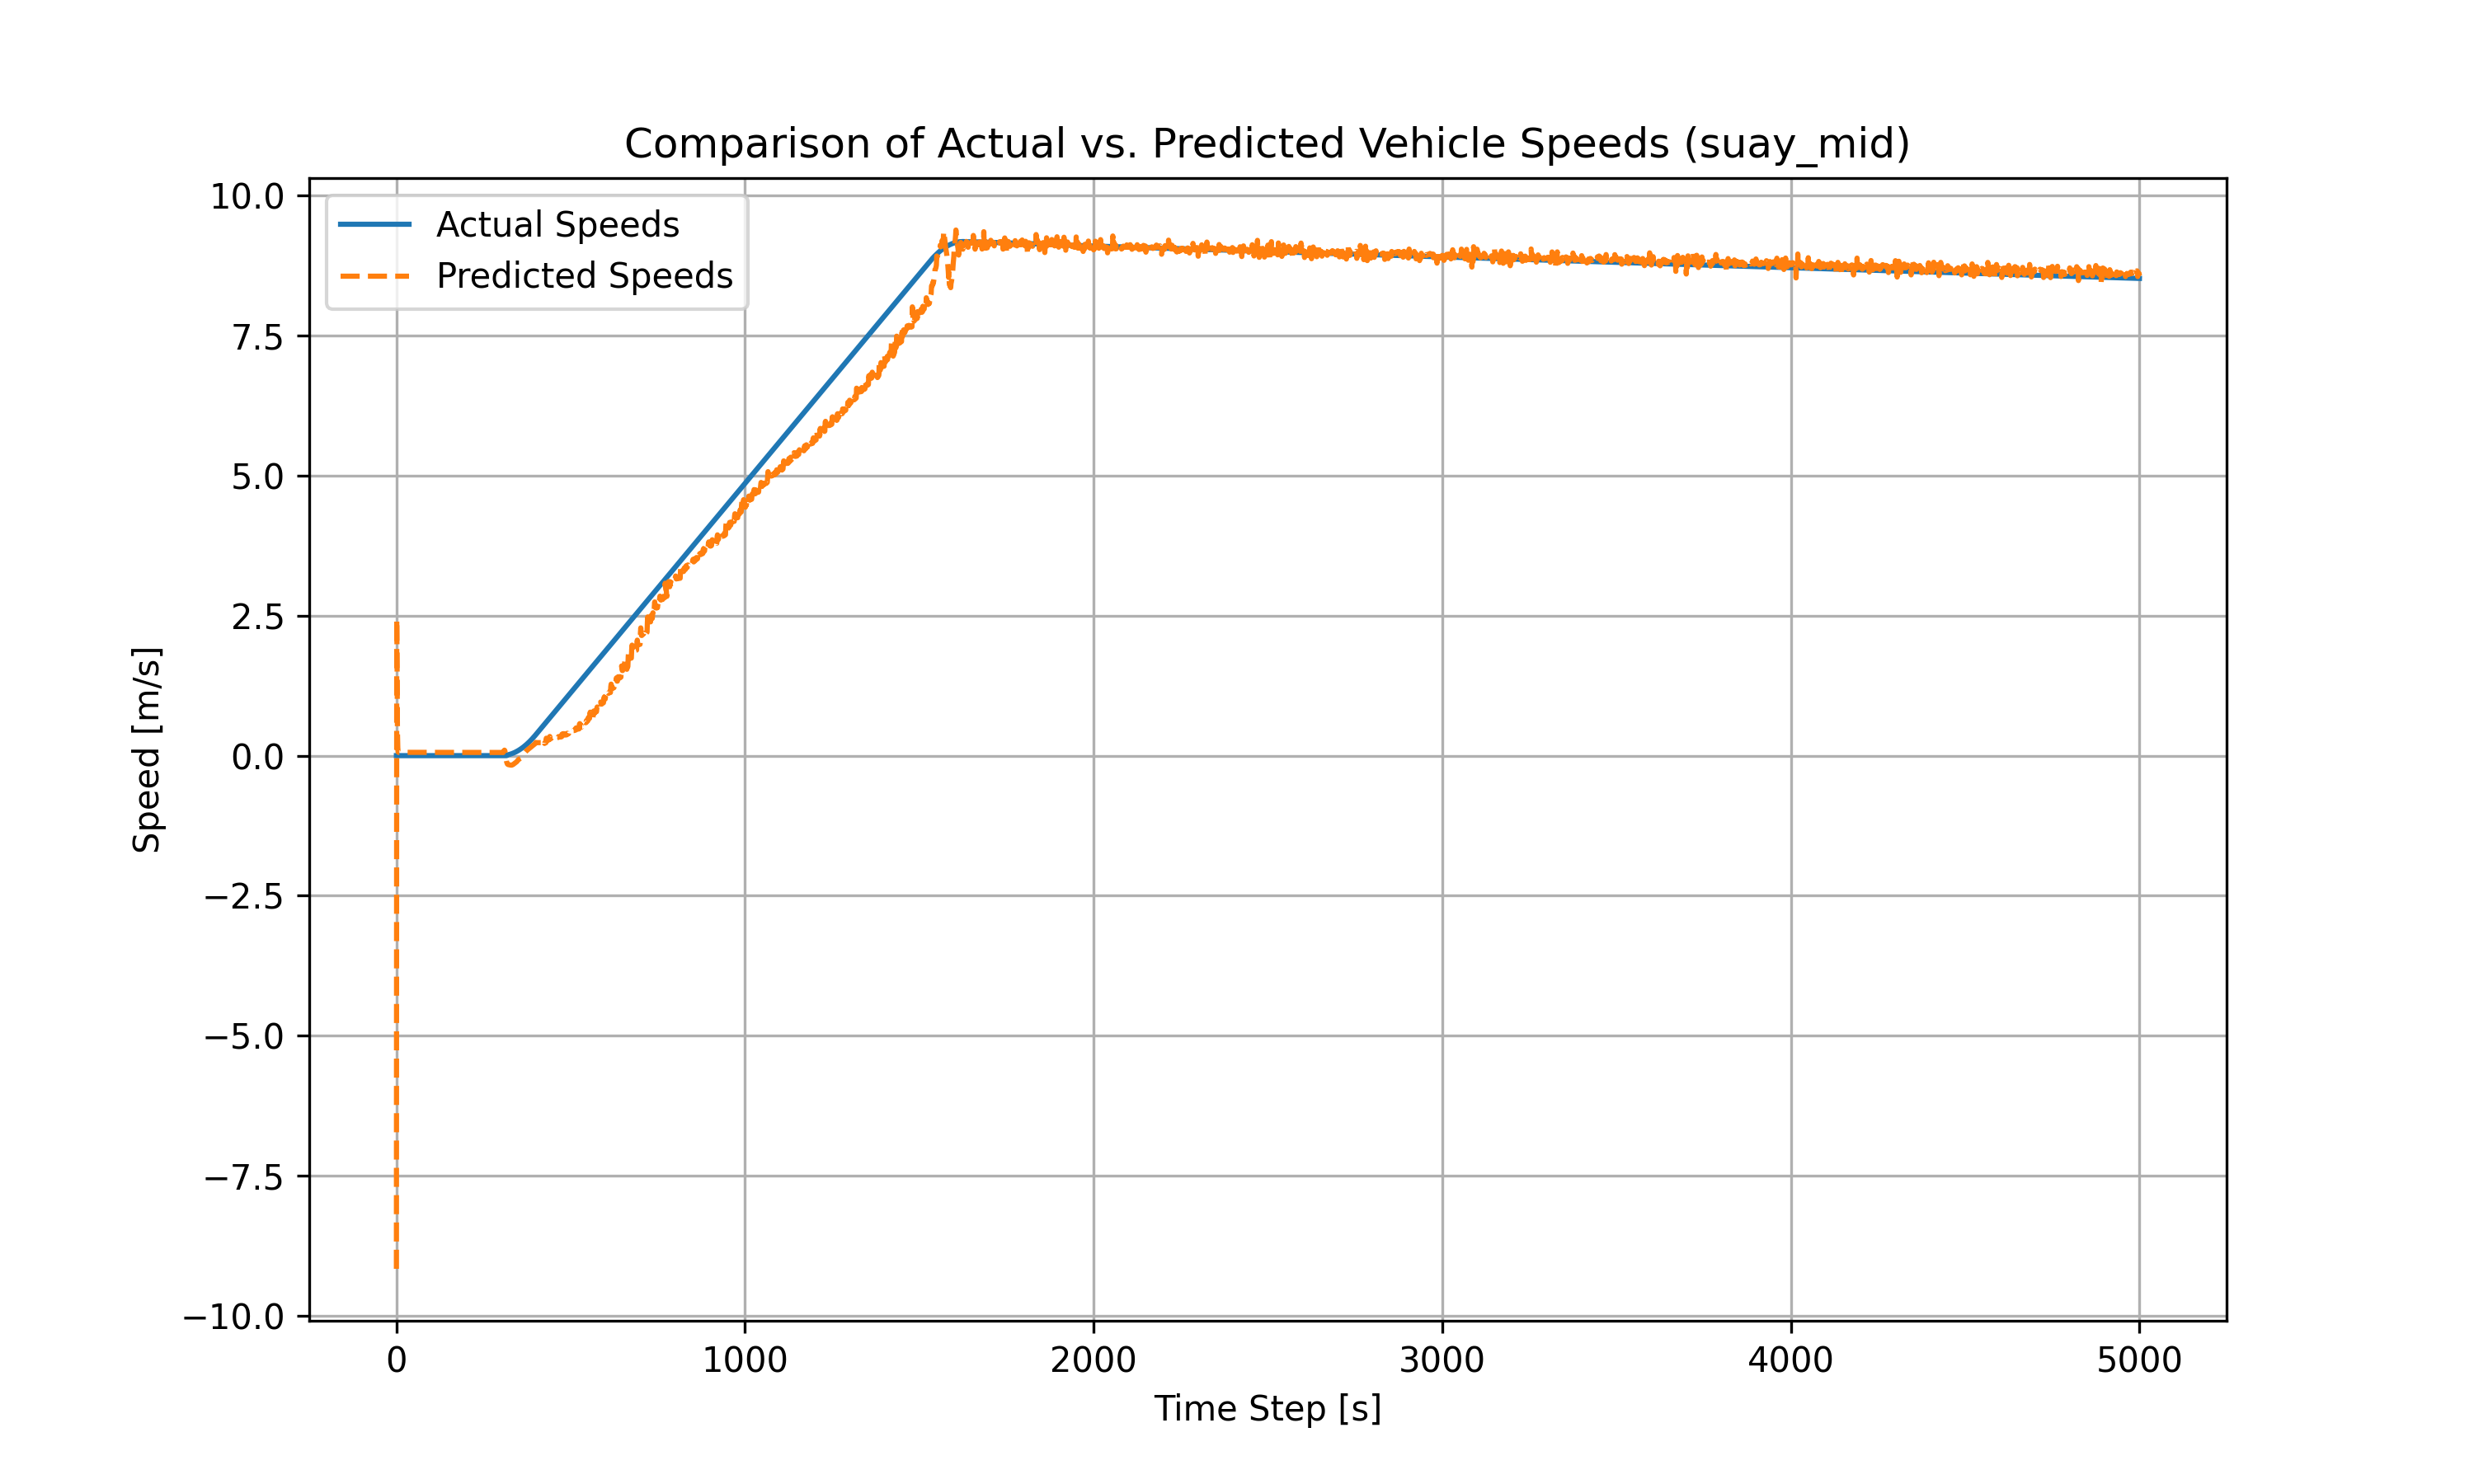 Comparison of Actual vs. Predicted Vehicle Speeds (suay_mid)
Actual Speeds
Predicted Speeds
10.0
7.5
5.0
2.5
0.0
−2.5
−5.0
−7.5
−10.0
Speed [m/s]
0 1000 2000 3000 4000 5000
Time Step [s]